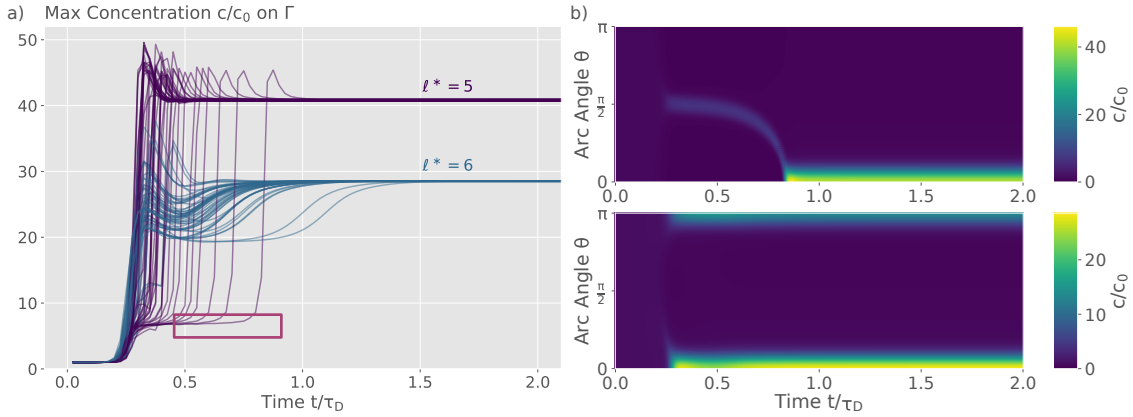 a)
Max Concentration c/c₀ on Γ
50
40
30
20
10
0
ℓ* = 5
ℓ* = 6
0.0 0.5 1.0 1.5 2.0
Time t/τ_D
b)
Arc Angle θ
π
π/2
0
0.0 0.5 1.0 1.5 2.0
40
20
0
c/c₀
Arc Angle θ
π
π/2
0
0.0 0.5 1.0 1.5 2.0
Time t/τ_D
20
10
0
c/c₀